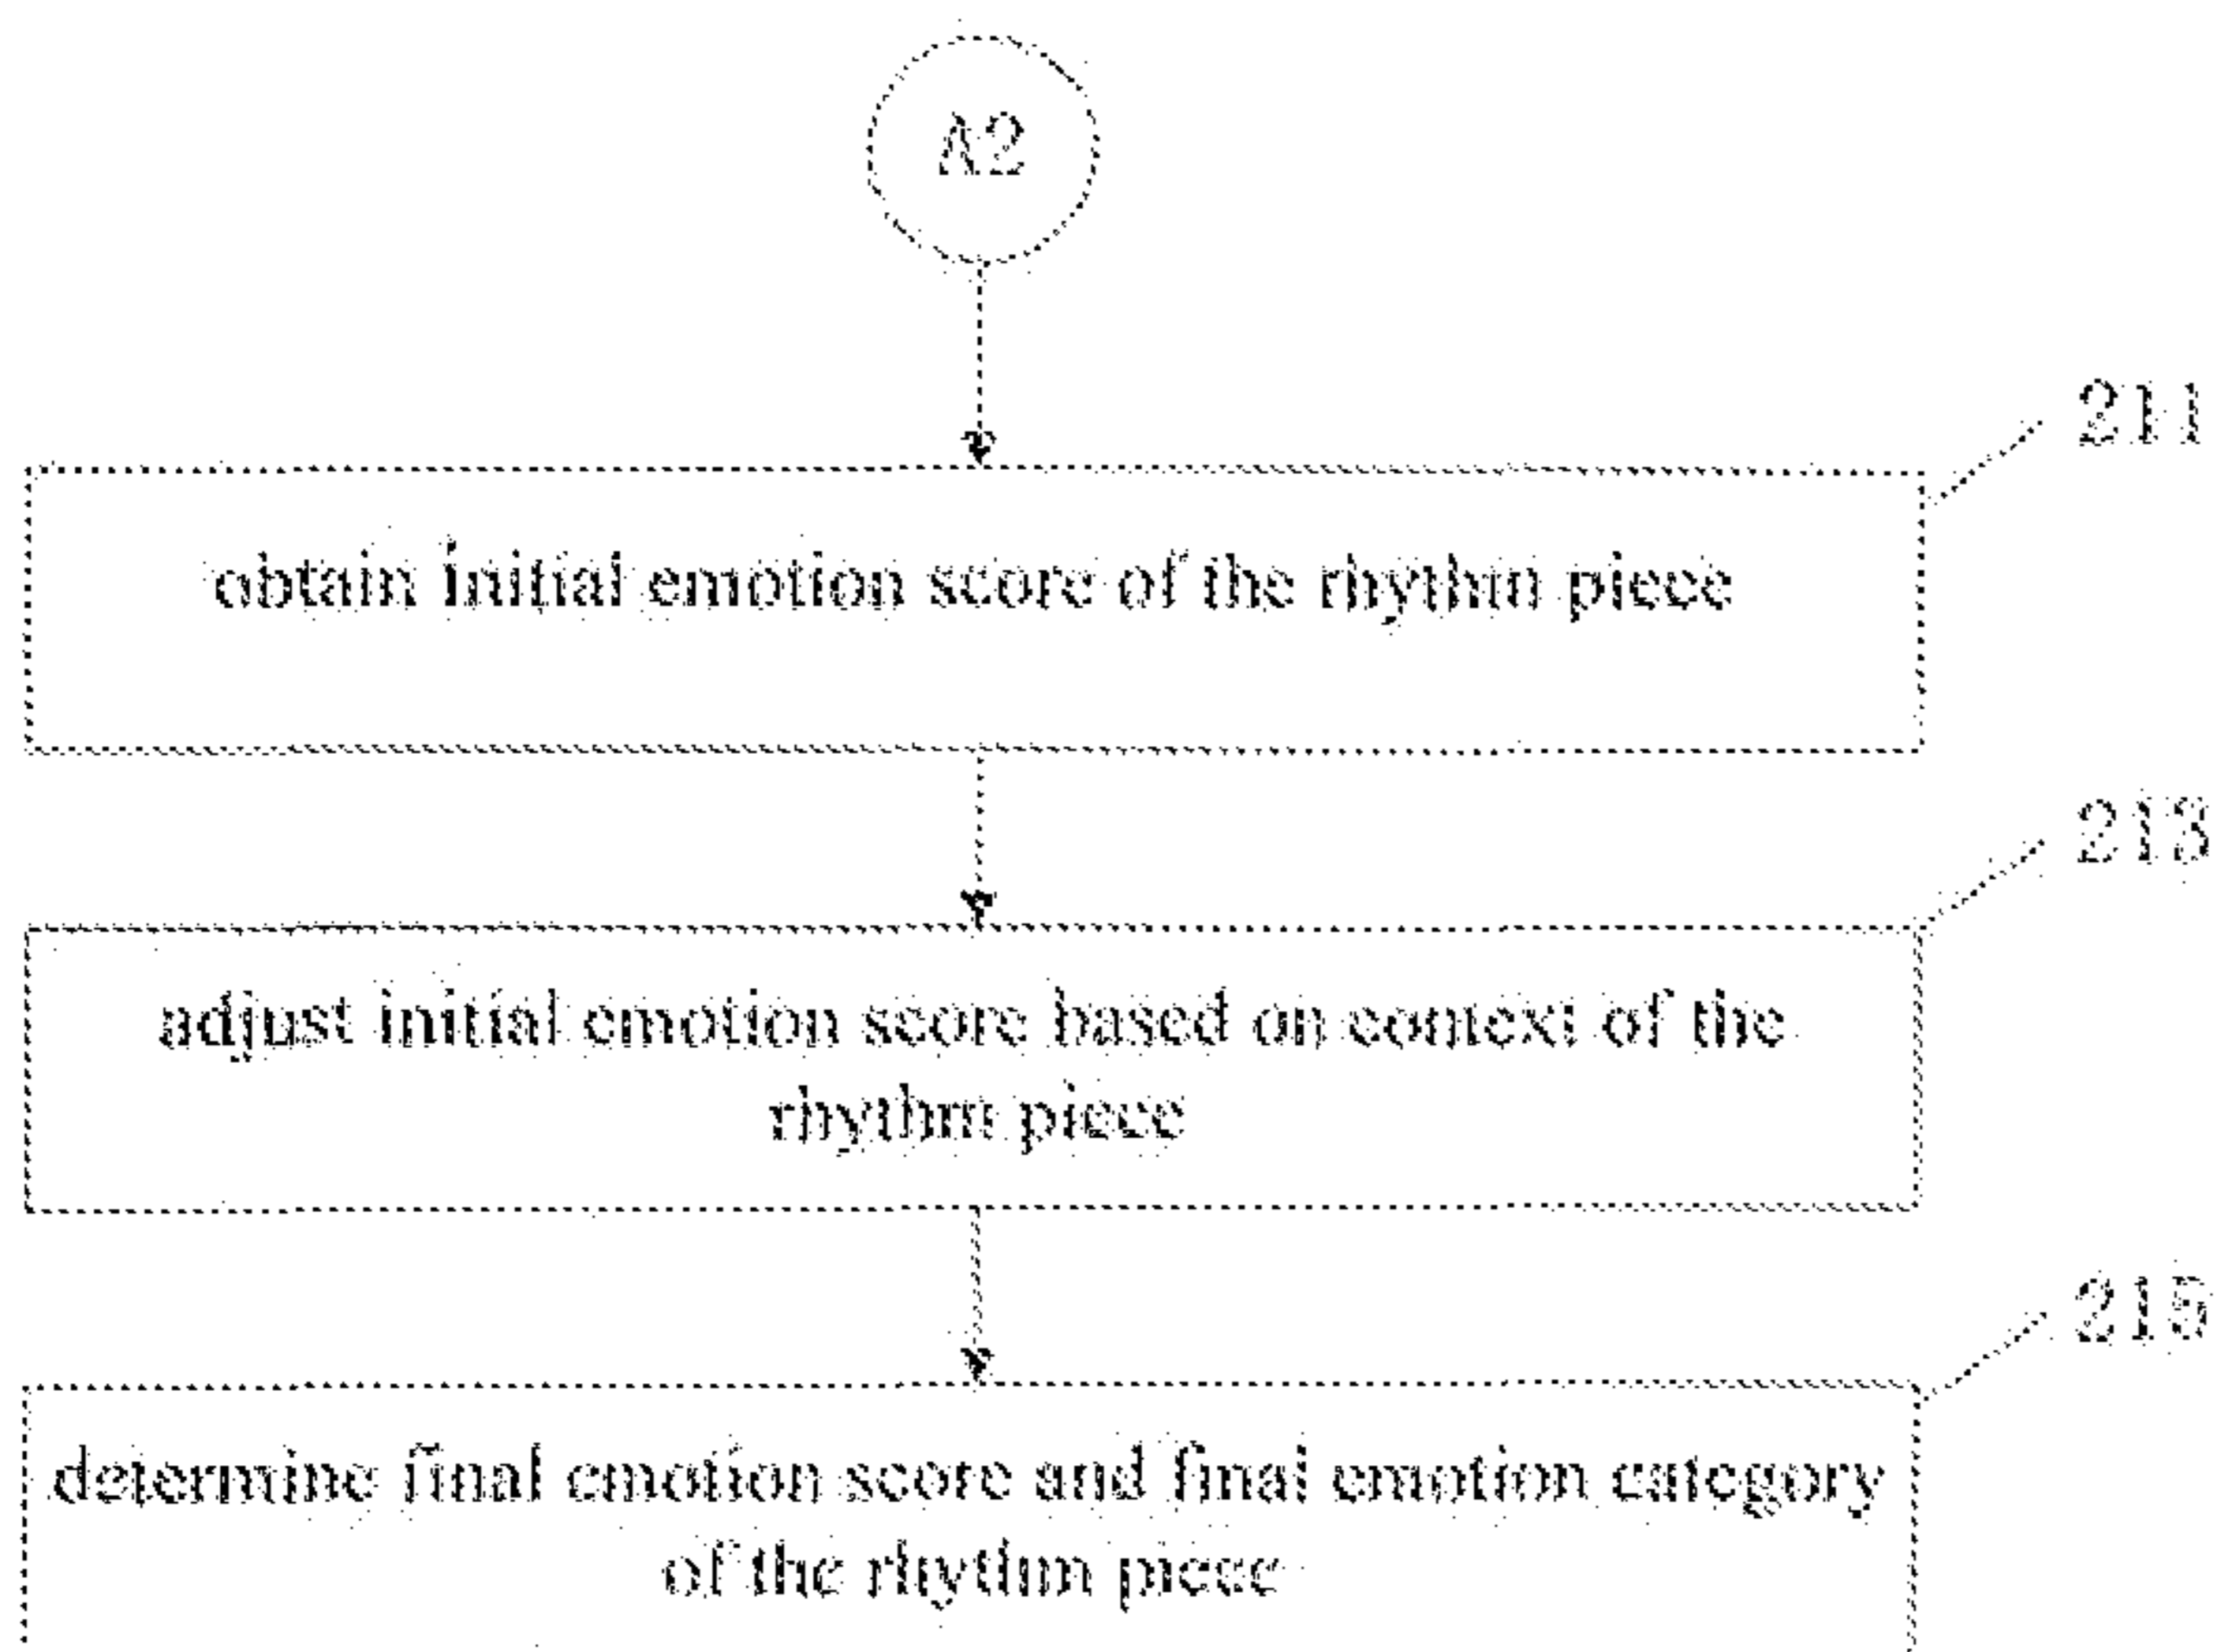 A2
211
obtain initial emotion score of the rhythm piece
213
adjust initial emotion score based on context of the
rhythm piece
215
determine final emotion score and final emotion category
of the rhythm piece